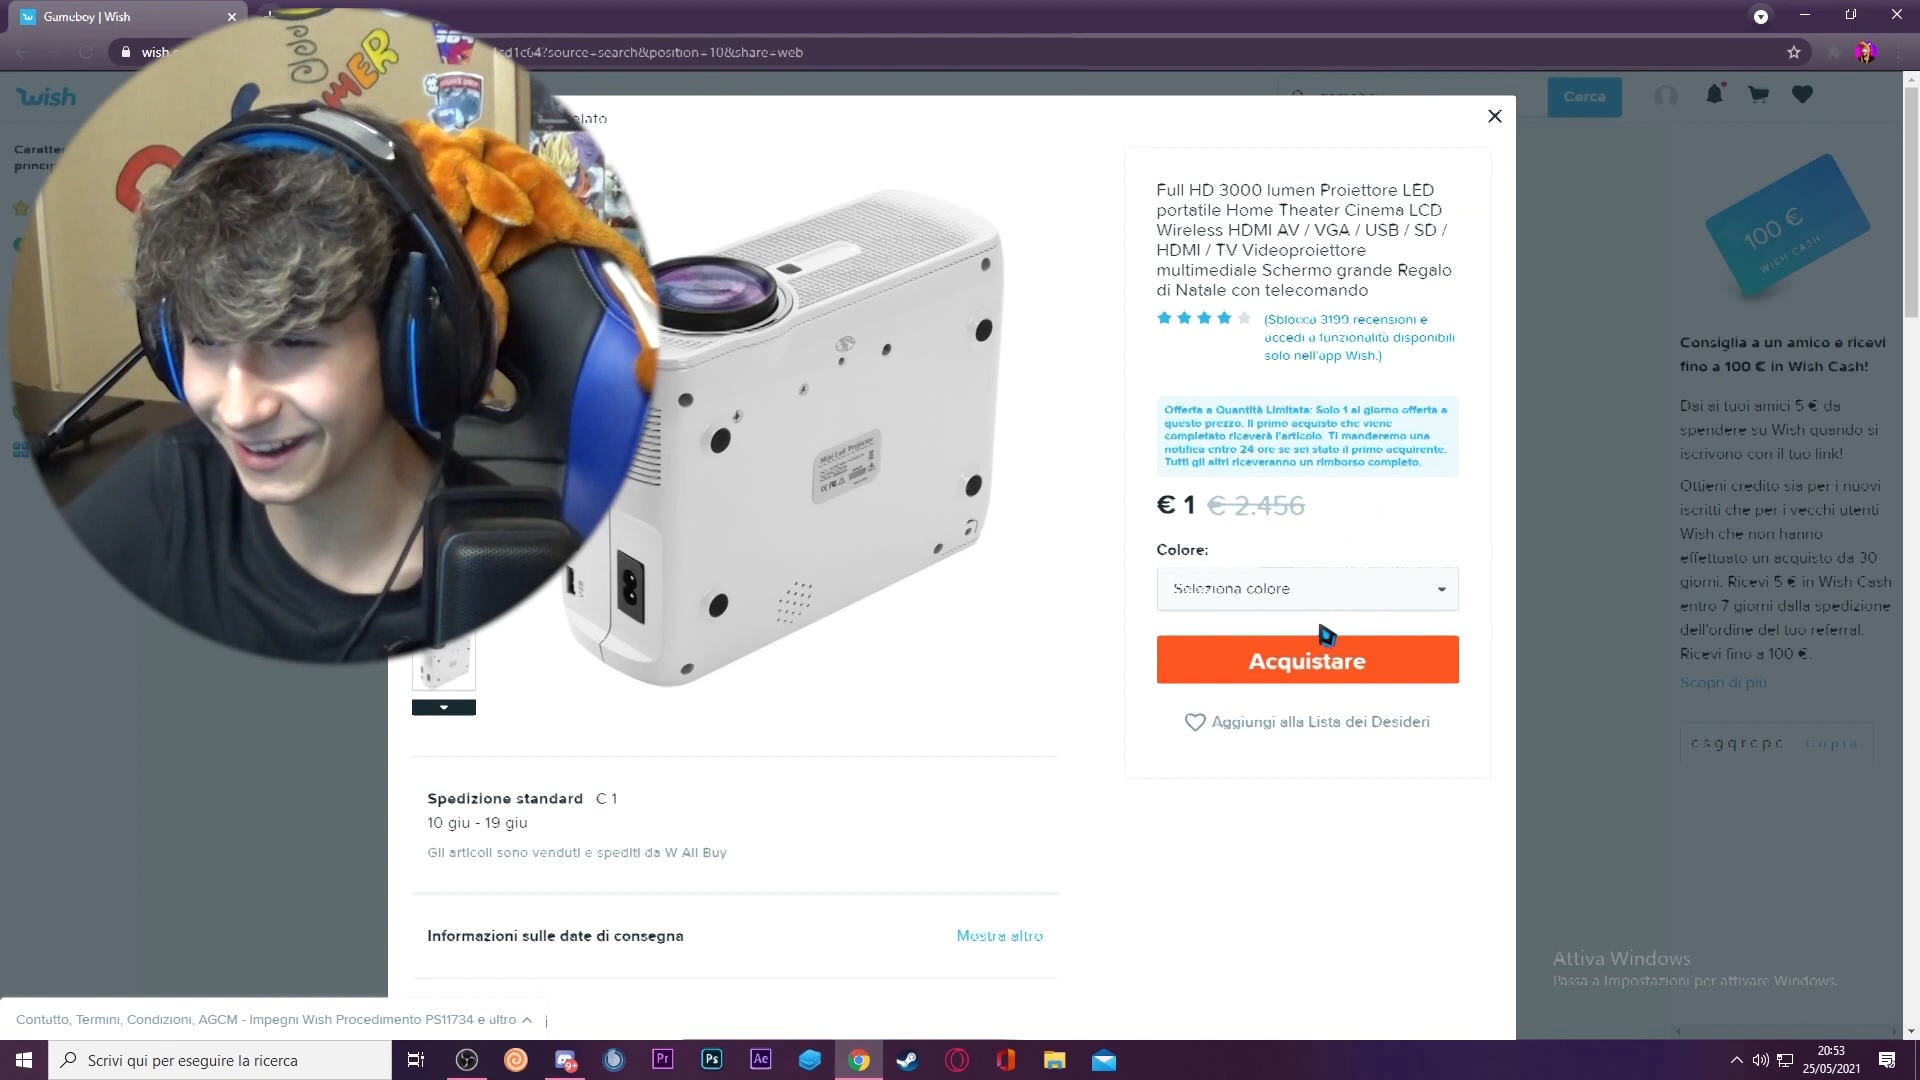 Gameboy | Wish
wish.
d1c64?source=search&position=10&share=web
wish
Cerca
100 €
WISH CASH
Full HD 3000 lumen Proiettore LED
portatile Home Theater Cinema LCD
Wireless HDMI AV / VGA / USB / SD /
HDMI / TV Videoproiettore
multimediale Schermo grande Regalo
di Natale con telecomando
(Sblocca 3199 recensioni e
accedi a funzionalità disponibili
solo nell'app Wish.)
Offerta a Quantità Limitata: Solo 1 al giorno offerta a
questo prezzo. Il primo acquisto che viene
completato riceverà l'articolo. Ti manderemo una
notifica entro 24 ore se sei stato il primo acquirente.
Tutti gli altri riceveranno un rimborso completo.
€ 1 € 2.456
Colore:
Seleziona colore
Acquistare
Aggiungi alla Lista dei Desideri
Mini Led Projector
Spedizione standard € 1
10 giu - 19 giu
Gli articoli sono venduti e spediti da W All Buy
Informazioni sulle date di consegna
Mostra altro
Consiglia a un amico e ricevi
fino a 100 € in Wish Cash!
Dai ai tuoi amici 5 € da
spendere su Wish quando si
iscrivono con il tuo link!
Ottieni credito sia per i nuovi
iscritti che per i vecchi utenti
Wish che non hanno
effettuato un acquisto da 30
giorni. Ricevi 5 € in Wish Cash
entro 7 giorni dalla spedizione
dell'ordine del tuo referral.
Ricevi fino a 100 €.
Scopri di più
csgqrcpc Copia
Attiva Windows
Passa a Impostazioni per attivare Windows.
Contatto, Termini, Condizioni, AGCM - Impegni Wish Procedimento PS11734 e altro
Scrivi qui per eseguire la ricerca
9+
Pr
Ps
Ae
20:53
25/05/2021